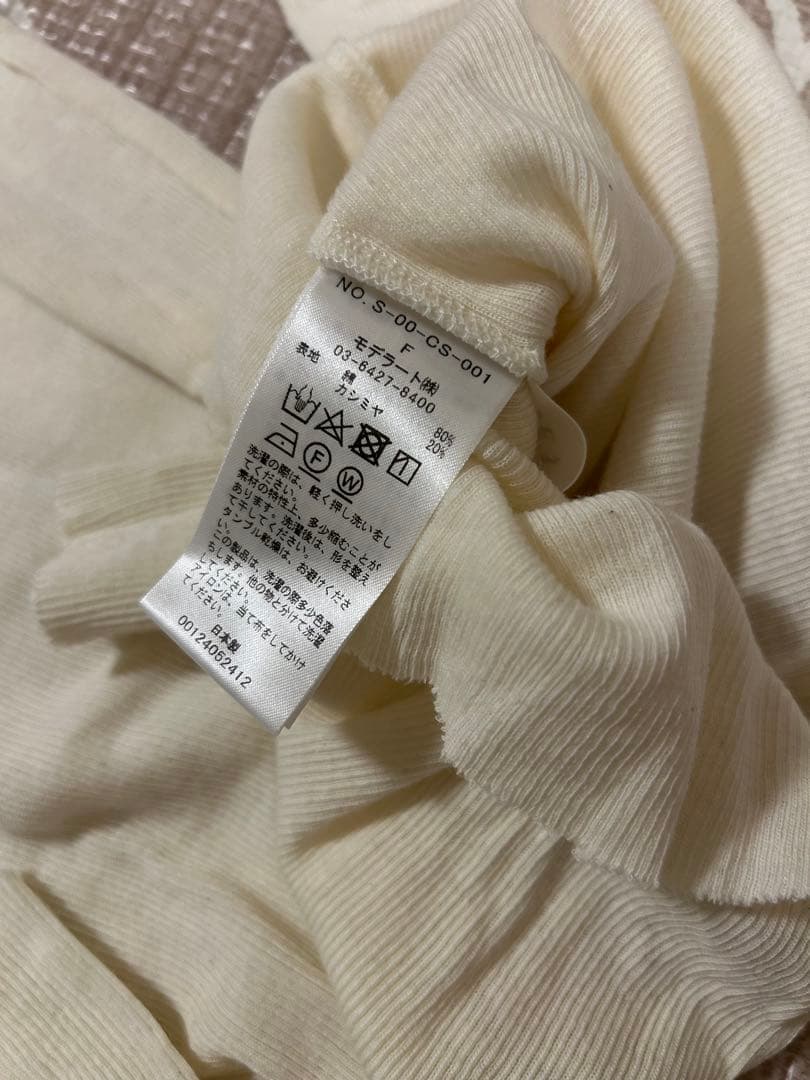 NO. S-00-CS-001
F
モデラート㈱
03-6427-8400
表地
綿 80%
カシミヤ 20%
F W
洗濯の際は、軽く押し洗いをし
てください。
素材の特性上、多少縮むことが
あります。洗濯後は、形を整え
て干してください。
タンブル乾燥は、お避けくださ
い。
この製品は、洗濯の際多少色落
ちします。他の物と分けて洗濯
してください。
アイロンは、当て布をしてかけ
てください。
日本製
00124052412